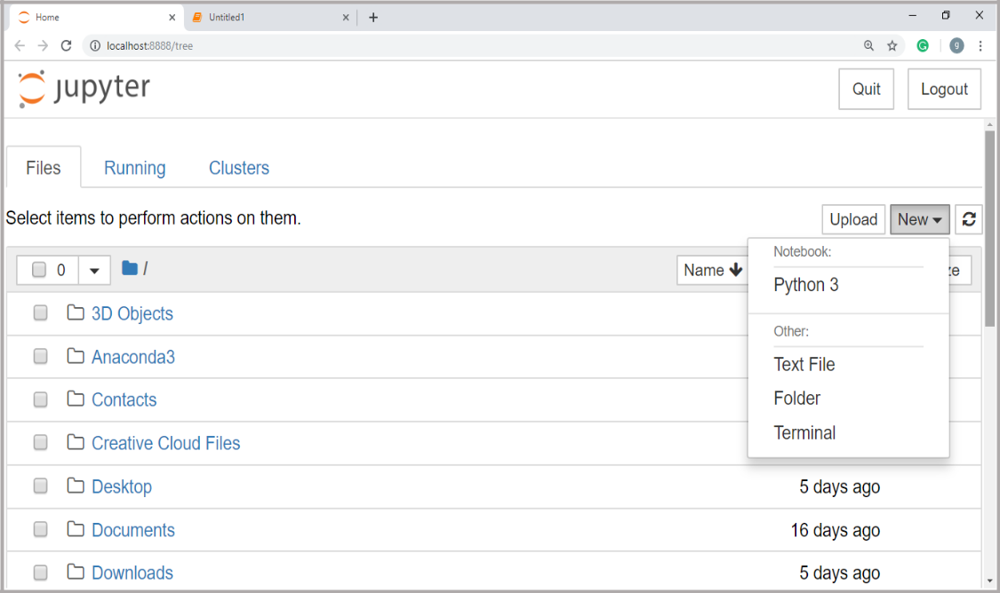 Home
Untitled1
localhost:8888/tree
g
jupyter
Quit
Logout
Files
Running
Clusters
Select items to perform actions on them.
Upload
New
0
/
Name
Notebook:
Python 3
Other:
Text File
Folder
Terminal
3D Objects
Anaconda3
Contacts
Creative Cloud Files
Desktop 5 days ago
Documents 16 days ago
Downloads 5 days ago